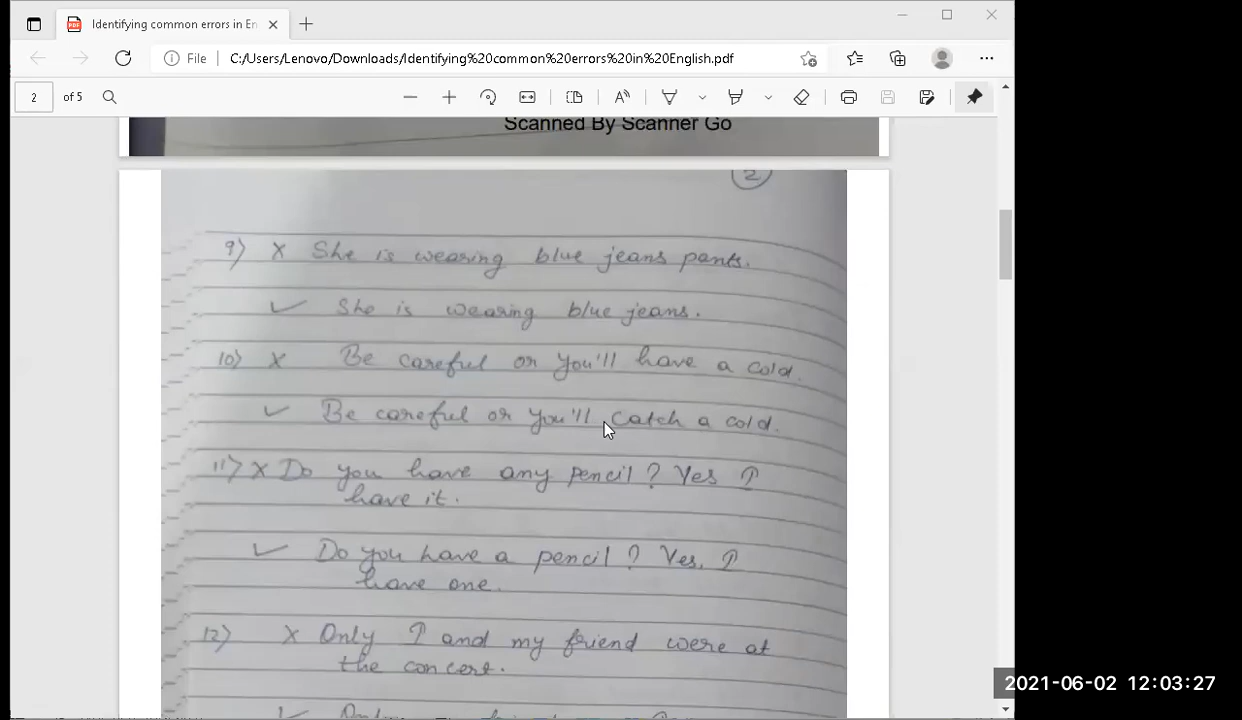 Identifying common errors in En
File
C:/Users/Lenovo/Downloads/Identifying%20common%20errors%20in%20English.pdf
2 of 5
Scanned By Scanner Go
2
9) X She is wearing blue jeans pants.
✓ She is wearing blue jeans.
10) X Be careful or you'll have a cold.
✓ Be careful or you'll catch a cold.
11) X Do you have any pencil? Yes I
have it.
✓ Do you have a pencil? Yes, I
have one.
12) X Only I and my friend were at
the concert.
2021-06-02 12:03:27